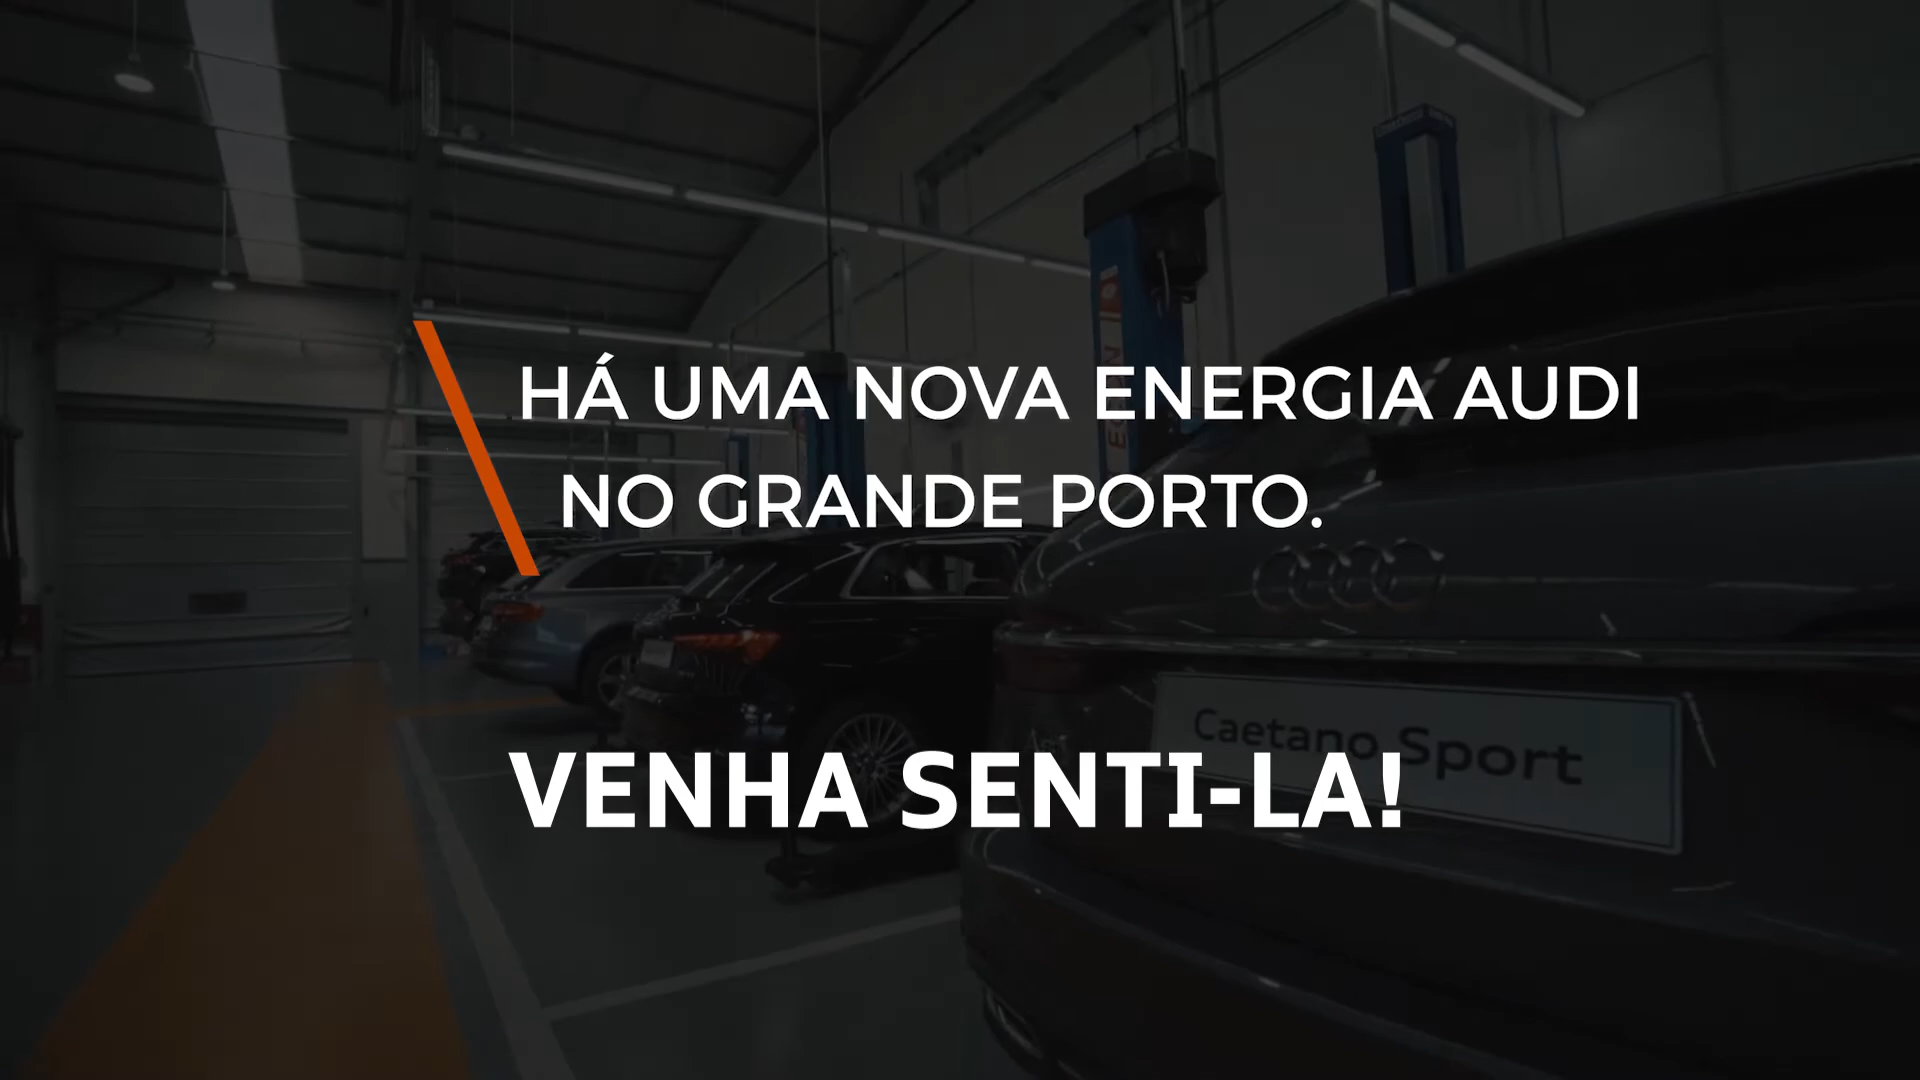 HÁ UMA NOVA ENERGIA AUDI
NO GRANDE PORTO.
VENHA SENTI-LA!
Caetano Sport